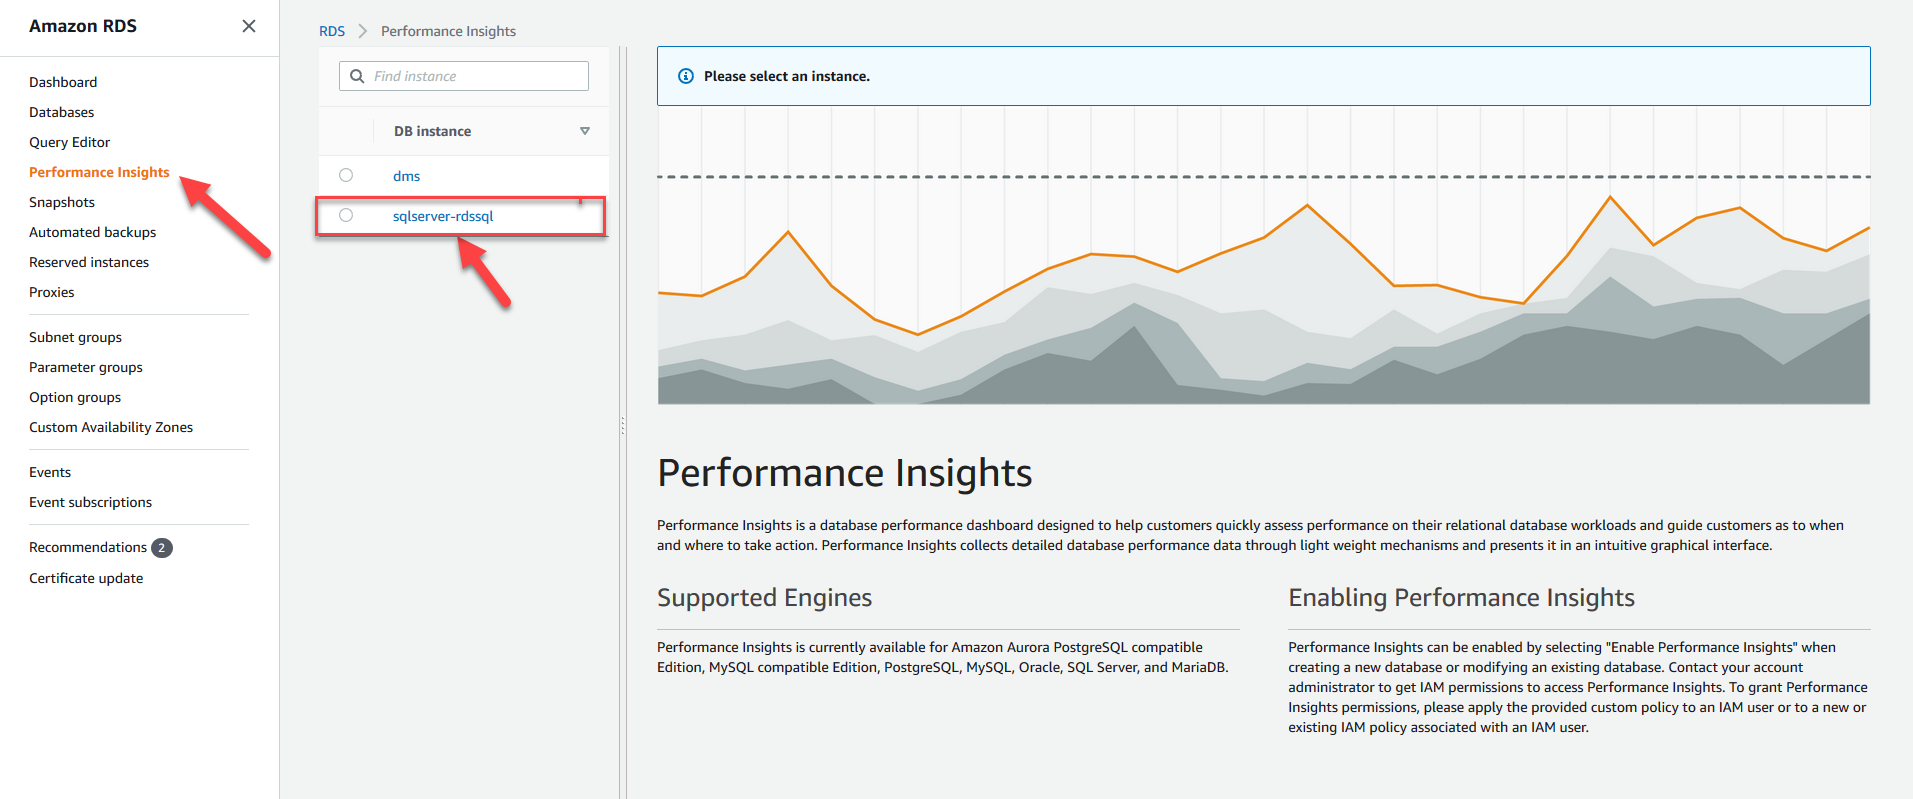 Amazon RDS
Dashboard
Databases
Query Editor
Performance Insights
Snapshots
Automated backups
Reserved instances
Proxies
Subnet groups
Parameter groups
Option groups
Custom Availability Zones
Events
Event subscriptions
Recommendations 2
Certificate update
RDS Performance Insights
Find instance
DB instance
dms
sqlserver-rdssql
Please select an instance.
Performance Insights
Performance Insights is a database performance dashboard designed to help customers quickly assess performance on their relational database workloads and guide customers as to when
and where to take action. Performance Insights collects detailed database performance data through light weight mechanisms and presents it in an intuitive graphical interface.
Supported Engines
Performance Insights is currently available for Amazon Aurora PostgreSQL compatible
Edition, MySQL compatible Edition, PostgreSQL, MySQL, Oracle, SQL Server, and MariaDB.
Enabling Performance Insights
Performance Insights can be enabled by selecting "Enable Performance Insights" when
creating a new database or modifying an existing database. Contact your account
administrator to get IAM permissions to access Performance Insights. To grant Performance
Insights permissions, please apply the provided custom policy to an IAM user or to a new or
existing IAM policy associated with an IAM user.